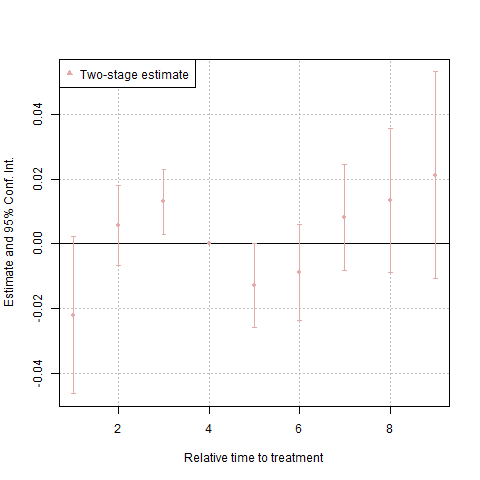 Two-stage estimate
Estimate and 95% Conf. Int.
0.04
0.02
0.00
-0.02
-0.04
2 4 6 8
Relative time to treatment